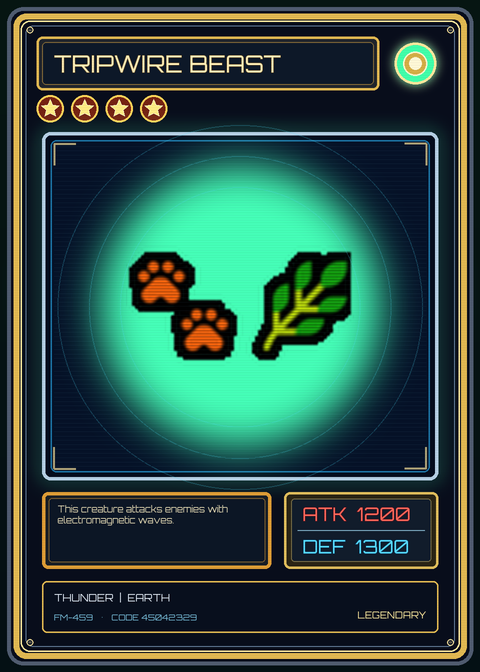 TRIPWIRE BEAST
This creature attacks enemies with
electromagnetic waves.
ATK 1200
DEF 1300
THUNDER | EARTH
FM-459 · CODE 45042329
LEGENDARY